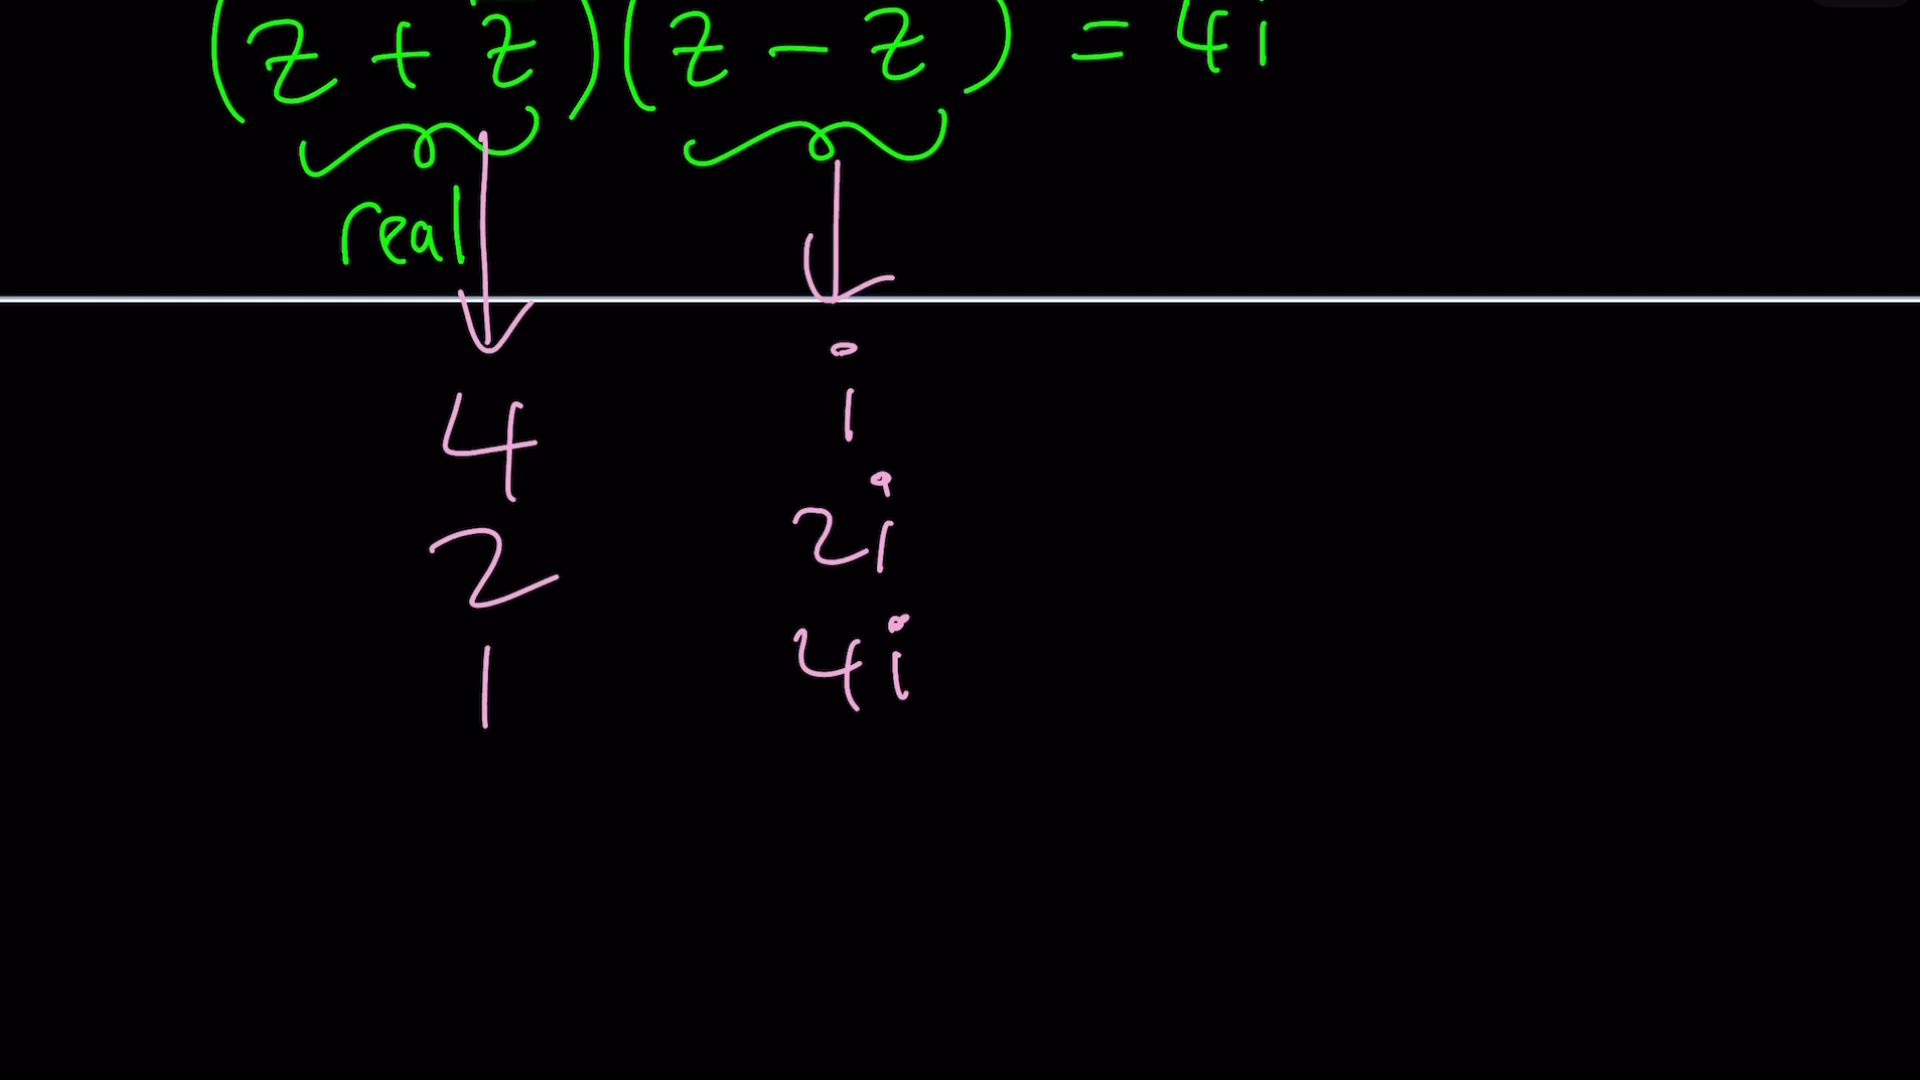 (z + z̅)(z - z) = 4i
real
4 i
2 2i
1 4i